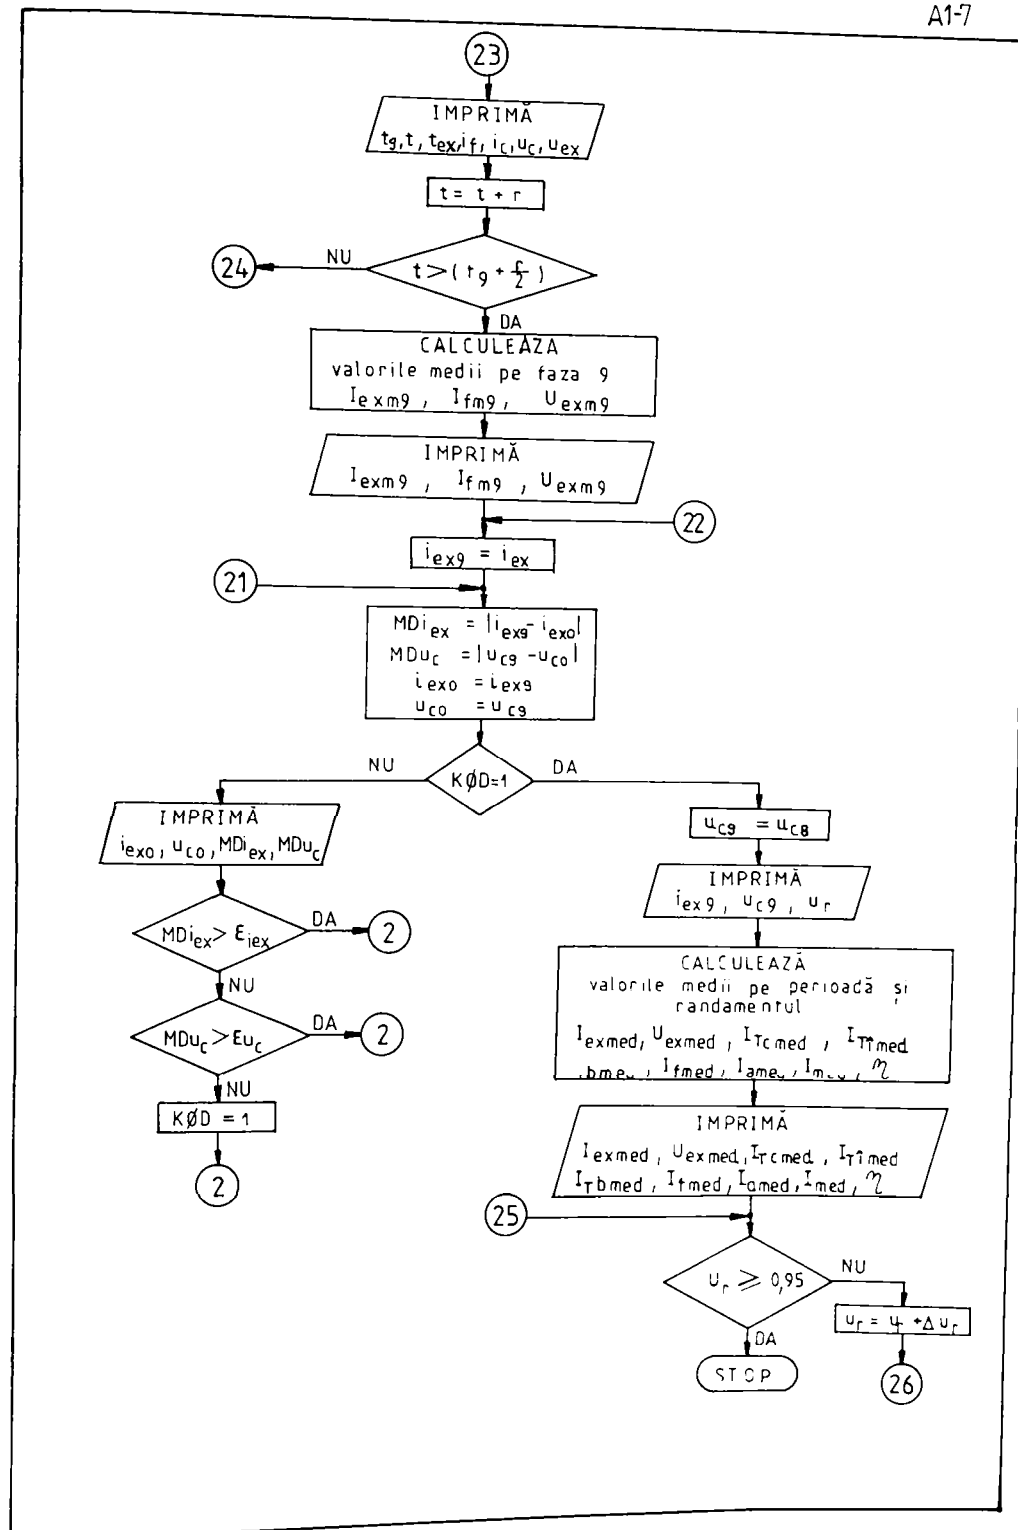 A1-7
23
IMPRIMĂ
t9, t, tex, if, ic, uc, uex
t = t + r
t > ( t9 + r/2 )
NU
24
DA
CALCULEAZA
valorile medii pe faza 9
Iexm9 , Ifm9 , Uexm9
IMPRIMĂ
Iexm9 , Ifm9 , Uexm9
22
iex9 = iex
21
MDiex = |iex9 - iex0|
MDuc = |uc9 - uc0|
iex0 = iex9
uc0 = uc9
KØD=1
NU
DA
IMPRIMĂ
iex0, uc0, MDiex, MDuc
MDiex > εiex
DA
2
NU
MDuc > εuc
DA
2
NU
KØD = 1
2
uc9 = uc8
IMPRIMĂ
iex9 , uc9 , ur
CALCULEAZĂ
valorile medii pe perioadă și
randamentul
Iexmed, Uexmed , ITcmed , ITîmed
, Ifmed , , η
IMPRIMĂ
Iexmed , Uexmed, ITcmed , ITîmed
ITbmed , Ifmed , Iamed, Imed , η
25
ur ⩾ 0,95
NU
ur = ur + Δur
26
DA
STOP